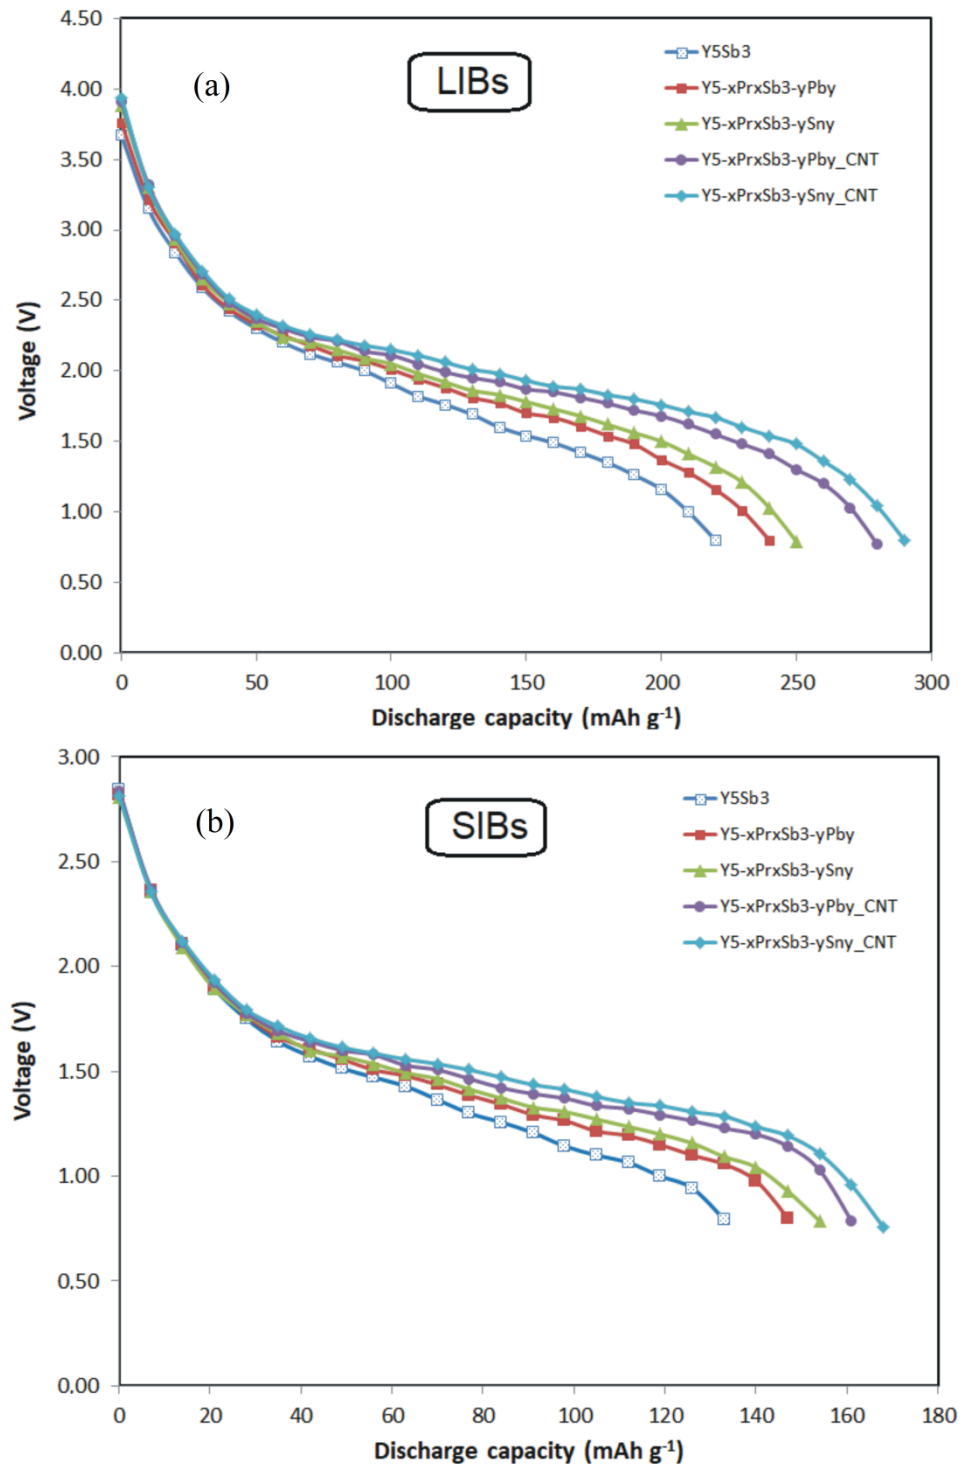 4.50
(a)
LIBs
Y5Sb3
Y5-xPrxSb3-yPby
Y5-xPrxSb3-ySny
Y5-xPrxSb3-yPby_CNT
Y5-xPrxSb3-ySny_CNT
4.00
3.50
3.00
2.50
2.00
1.50
1.00
0.50
0.00
Voltage (V)
0 50 100 150 200 250 300
Discharge capacity (mAh g-1)
3.00
(b)
SIBs
Y5Sb3
Y5-xPrxSb3-yPby
Y5-xPrxSb3-ySny
Y5-xPrxSb3-yPby_CNT
Y5-xPrxSb3-ySny_CNT
2.50
2.00
1.50
1.00
0,50
0.00
Voltage (V)
0 20 40 60 80 100 120 140 160 180
Discharge capacity (mAh g-1)